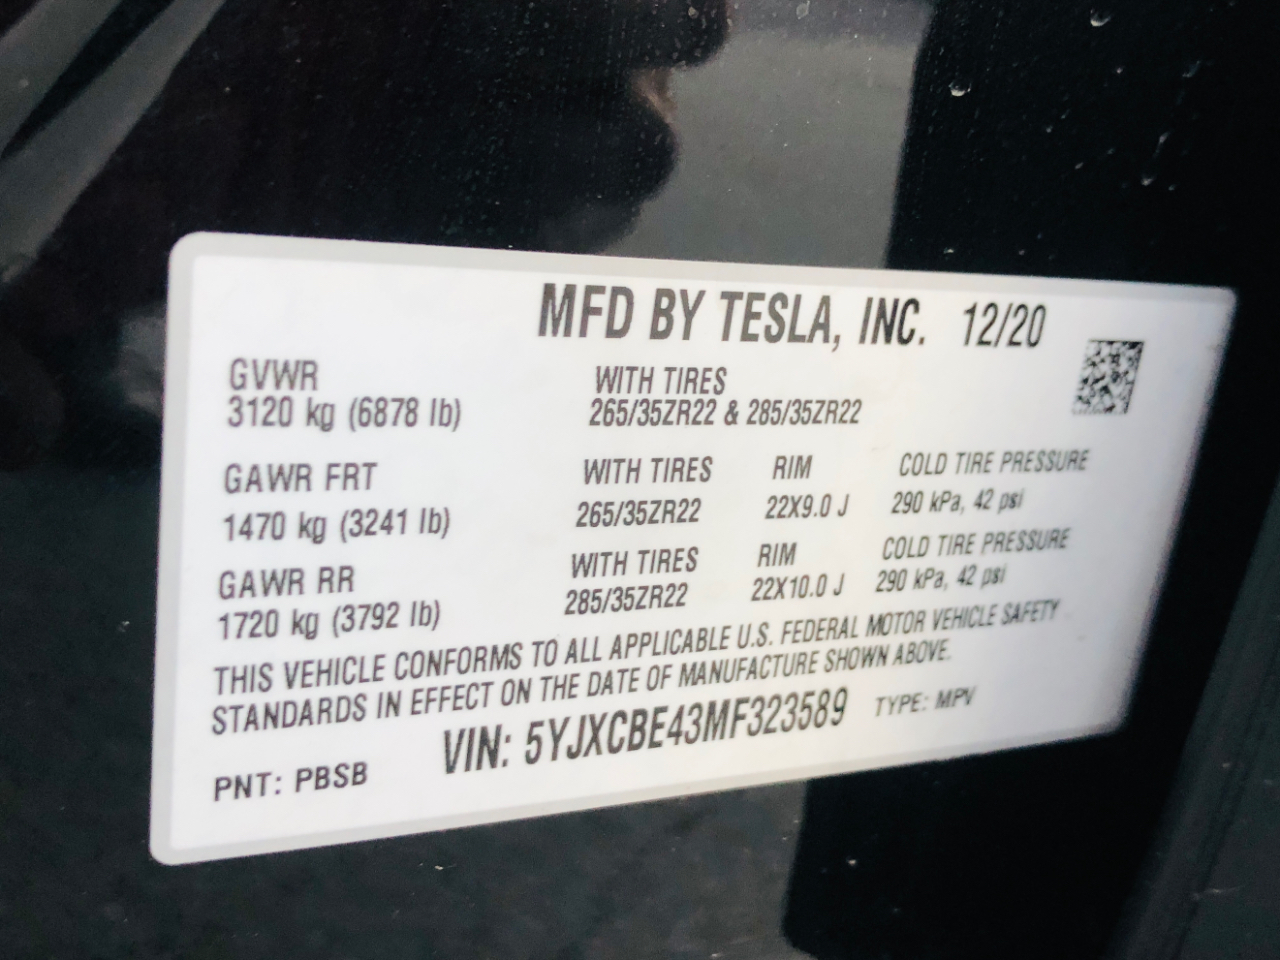 MFD BY TESLA, INC. 12/20
GVWR
3120 kg (6878 lb)
WITH TIRES
265/35ZR22 & 285/35ZR22
GAWR FRT
1470 kg (3241 lb)
WITH TIRES
265/35ZR22
RIM
22X9.0 J
COLD TIRE PRESSURE
290 kPa, 42 psi
GAWR RR
1720 kg (3792 lb)
WITH TIRES
285/35ZR22
RIM
22X10.0 J
COLD TIRE PRESSURE
290 kPa, 42 psi
THIS VEHICLE CONFORMS TO ALL APPLICABLE U.S. FEDERAL MOTOR VEHICLE SAFETY
STANDARDS IN EFFECT ON THE DATE OF MANUFACTURE SHOWN ABOVE.
PNT: PBSB
VIN: 5YJXCBE43MF323589
TYPE: MPV